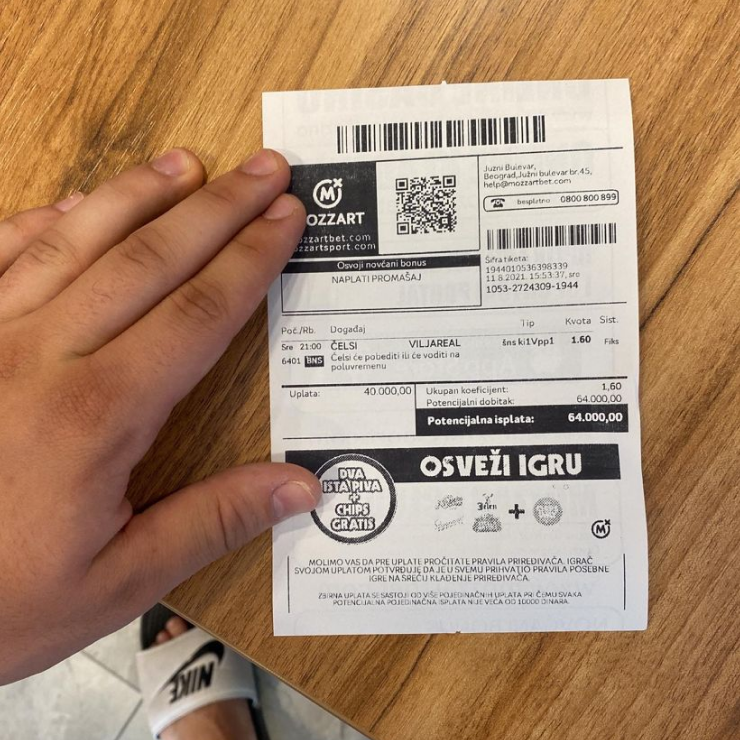 MOZZART
mozzartbet.com
mozzartsport.com
Južni Bulevar,
Beograd,Južni bulevar br.45,
help@mozzartbet.com
besplatno 0800 800 899
Osvoji novčani bonus
NAPLATI PROMAŠAJ
Šifra tiketa:
1944010536398339
11.8.2021. 15:53:37, sre
1053-2724309-1944
Poč./Rb. Događaj Tip Kvota Sist.
Sre 21:00 ČELSI VILJAREAL šns ki1Vpp1 1.60 Fiks
6401 BNS Čelsi će pobediti ili će voditi na
poluvremenu
Uplata: 40.000,00
Ukupan koeficijent: 1,60
Potencijalni dobitak: 64.000,00
Potencijalna isplata: 64.000,00
OSVEŽI IGRU
DVA
ISTA PIVA
+
CHIPS
GRATIS
+
MOLIMO VAS DA PRE UPLATE PROČITATE PRAVILA PRIREĐIVAČA. IGRAČ
SVOJOM UPLATOM POTVRĐUJE DA JE U SVEMU PRIHVATIO PRAVILA POSEBNE
IGRE NA SREĆU KLAĐENJE PRIREĐIVAČA.
ZBIRNA UPLATA SE SASTOJI OD VIŠE POJEDINAČNIH UPLATA PRI ČEMU SVAKA
POTENCIJALNA POJEDINAČNA ISPLATA NIJE VEĆA OD 10000 DINARA.
NIKE